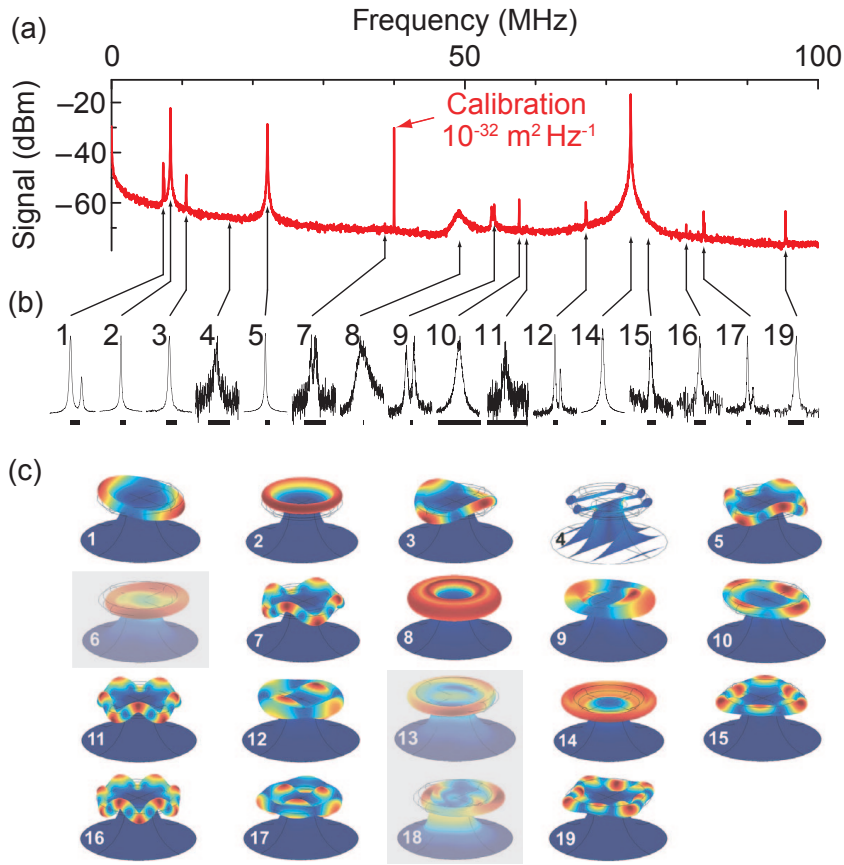 (a)
Frequency (MHz)
0 50 100
Signal (dBm)
−20
−40
−60
Calibration
10⁻³² m² Hz⁻¹
(b)
1 2 3 4 5 7 8 9 10 11 12 14 15 16 17 19
(c)
1 2 3 4 5
6 7 8 9 10
11 12 13 14 15
16 17 18 19